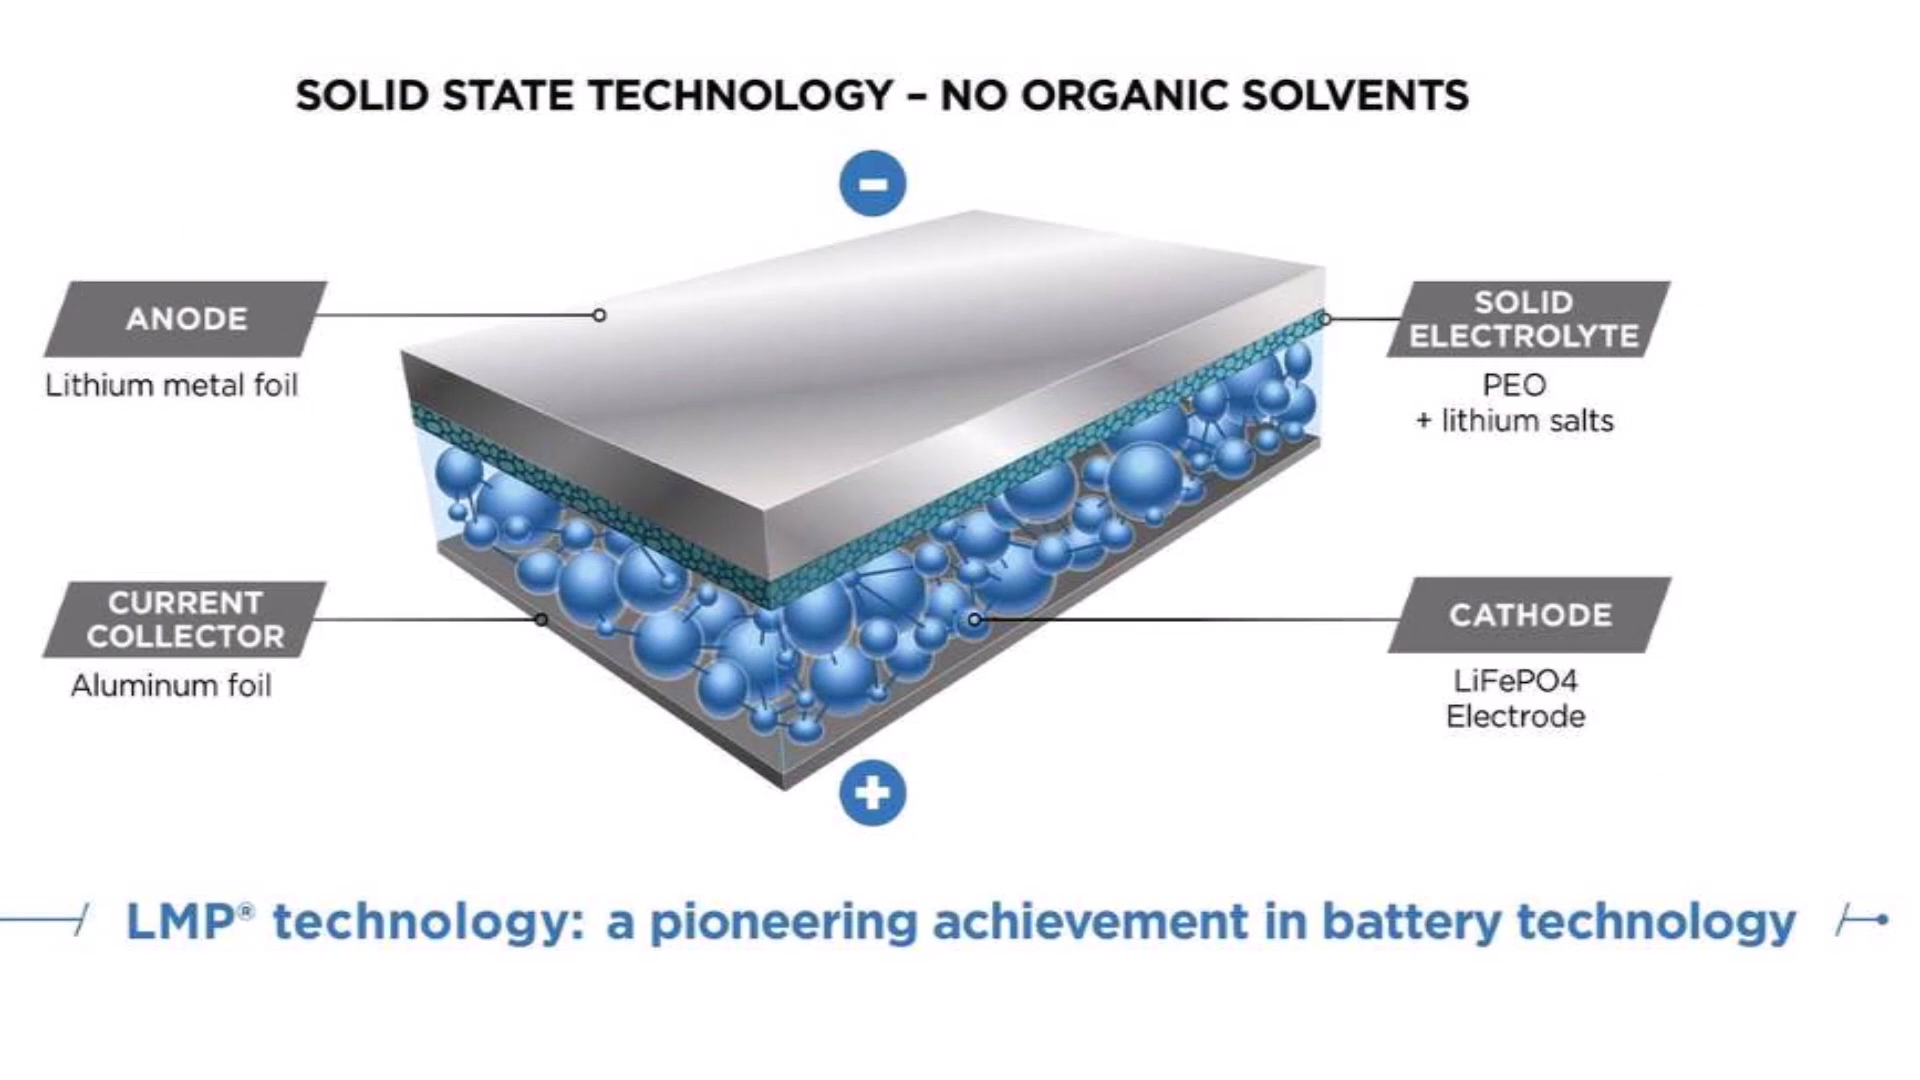 SOLID STATE TECHNOLOGY – NO ORGANIC SOLVENTS
ANODE
Lithium metal foil
SOLID
ELECTROLYTE
PEO
+ lithium salts
CURRENT
COLLECTOR
Aluminum foil
CATHODE
LiFePO4
Electrode
LMP® technology: a pioneering achievement in battery technology